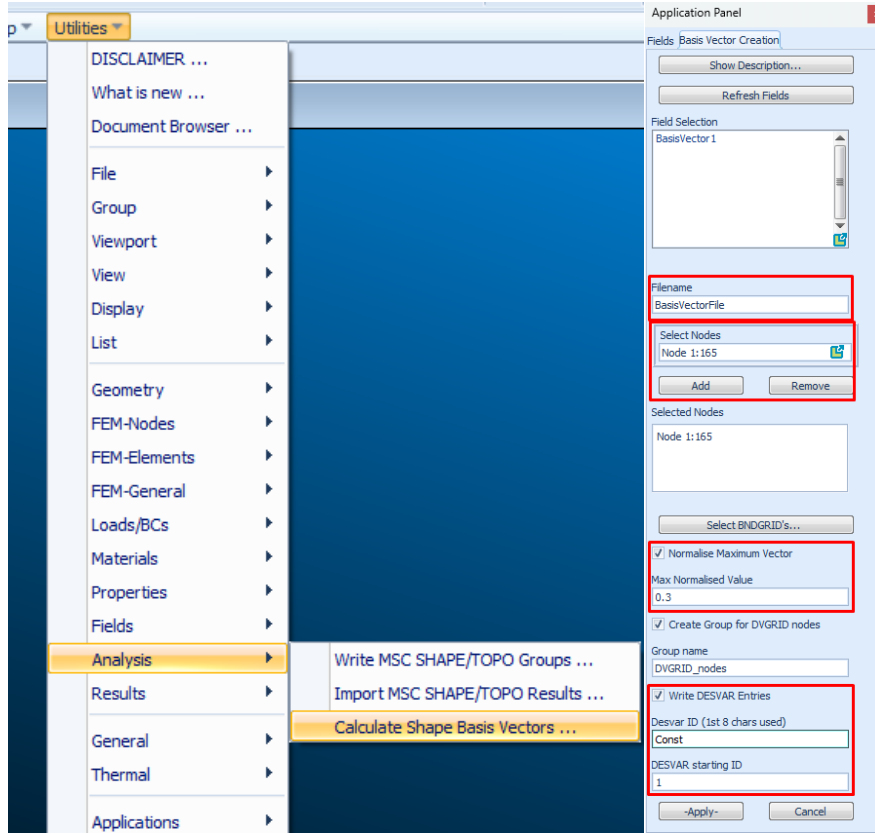 p
Utilities
DISCLAIMER ...
What is new ...
Document Browser ...
File
Group
Viewport
View
Display
List
Geometry
FEM-Nodes
FEM-Elements
FEM-General
Loads/BCs
Materials
Properties
Fields
Analysis
Results
General
Thermal
Applications
Write MSC SHAPE/TOPO Groups ...
Import MSC SHAPE/TOPO Results ...
Calculate Shape Basis Vectors ...
Application Panel
Fields Basis Vector Creation
Show Description...
Refresh Fields
Field Selection
BasisVector1
Filename
BasisVectorFile
Select Nodes
Node 1:165
Add Remove
Selected Nodes
Node 1:165
Select BNDGRID's...
Normalise Maximum Vector
Max Normalised Value
0.3
Create Group for DVGRID nodes
Group name
DVGRID_nodes
Write DESVAR Entries
Desvar ID (1st 8 chars used)
Const
DESVAR starting ID
1
-Apply- Cancel